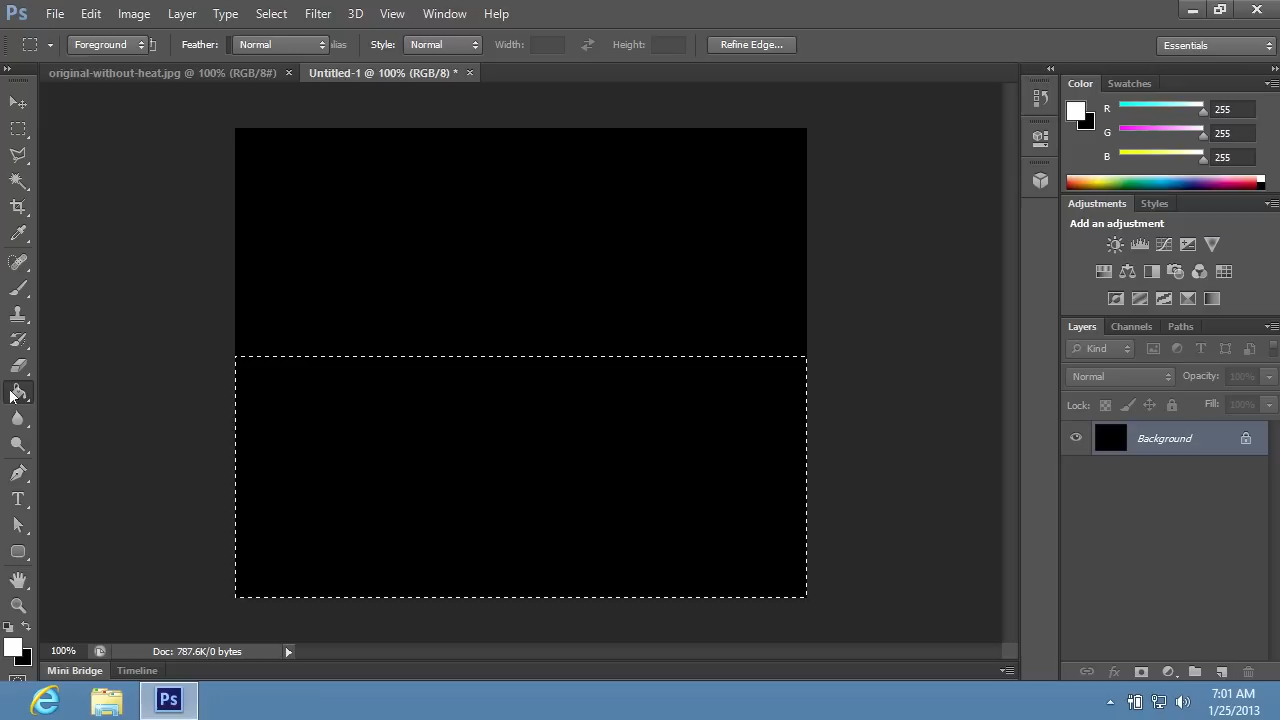 Ps File Edit Image Layer Type Select Filter 3D View Window Help
Foreground Feather: Normal Style: Normal Width: Height: Refine Edge... Essentials
original-without-heat.jpg @ 100% (RGB/8#) × Untitled-1 @ 100% (RGB/8) * ×
Color Swatches
R 255
G 255
B 255
Adjustments Styles
Add an adjustment
Layers Channels Paths
Kind
Normal Opacity: 100%
Lock: Fill: 100%
Background
T
100% Doc: 787.6K/0 bytes
Mini Bridge Timeline
fx
Ps
7:01 AM
1/25/2013